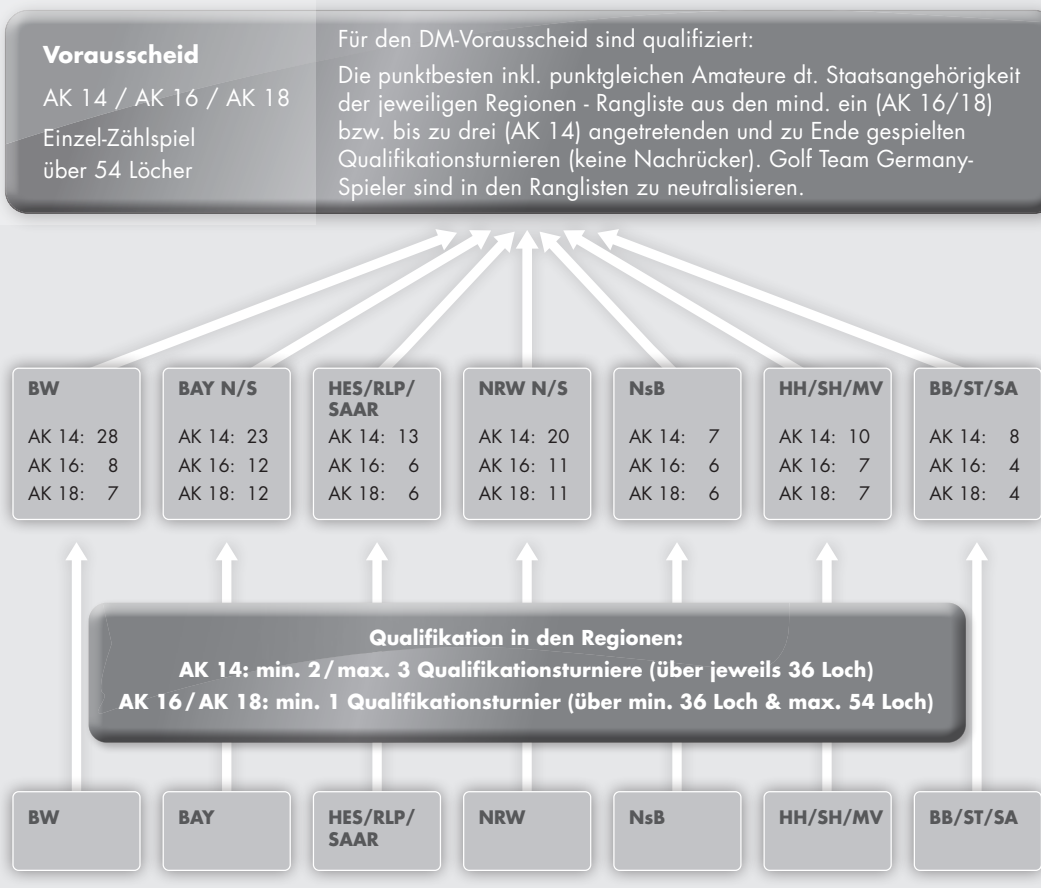 Vorausscheid
AK 14 / AK 16 / AK 18
Einzel-Zählspiel
über 54 Löcher
Für den DM-Vorausscheid sind qualifiziert:
Die punktbesten inkl. punktgleichen Amateure dt. Staatsangehörigkeit
der jeweiligen Regionen - Rangliste aus den mind. ein (AK 16/18)
bzw. bis zu drei (AK 14) angetretenden und zu Ende gespielten
Qualifikationsturnieren (keine Nachrücker). Golf Team Germany-
Spieler sind in den Ranglisten zu neutralisieren.
BW
AK 14: 28
AK 16: 8
AK 18: 7
BAY N/S
AK 14: 23
AK 16: 12
AK 18: 12
HES/RLP/
SAAR
AK 14: 13
AK 16: 6
AK 18: 6
NRW N/S
AK 14: 20
AK 16: 11
AK 18: 11
NsB
AK 14: 7
AK 16: 6
AK 18: 6
HH/SH/MV
AK 14: 10
AK 16: 7
AK 18: 7
BB/ST/SA
AK 14: 8
AK 16: 4
AK 18: 4
Qualifikation in den Regionen:
AK 14: min. 2/max. 3 Qualifikationsturniere (über jeweils 36 Loch)
AK 16/AK 18: min. 1 Qualifikationsturnier (über min. 36 Loch & max. 54 Loch)
BW
BAY
HES/RLP/
SAAR
NRW
NsB
HH/SH/MV
BB/ST/SA